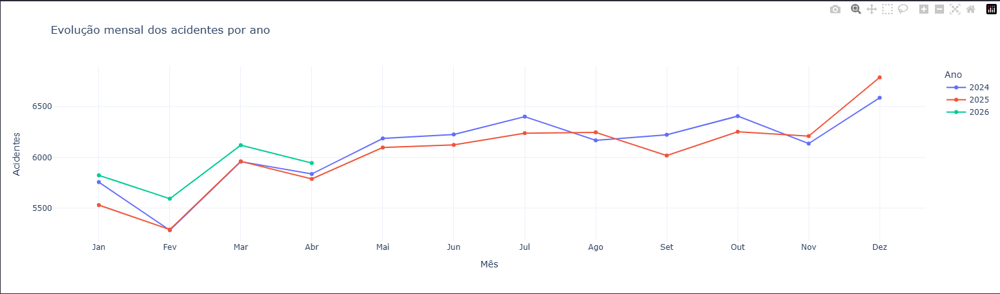 Evolução mensal dos acidentes por ano
Ano
2024
2025
2026
Acidentes
6500
6000
5500
Jan Fev Mar Abr Mai Jun Jul Ago Set Out Nov Dez
Mês